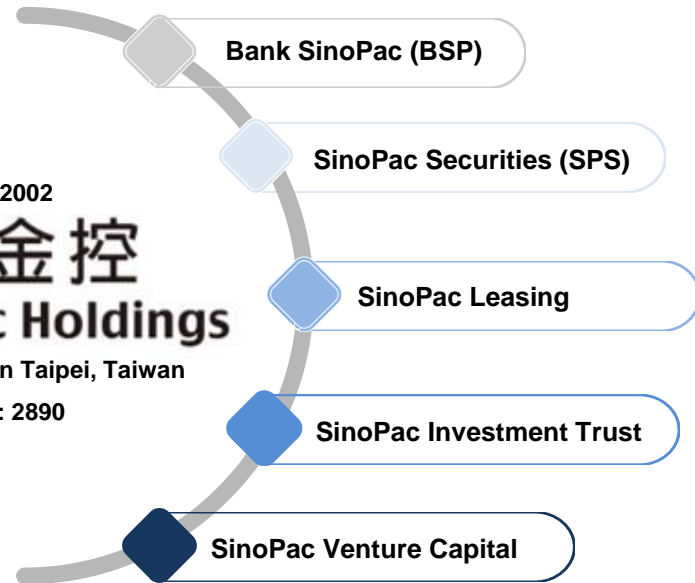 2002
金控
c Holdings
n Taipei, Taiwan
: 2890
Bank SinoPac (BSP)
SinoPac Securities (SPS)
SinoPac Leasing
SinoPac Investment Trust
SinoPac Venture Capital